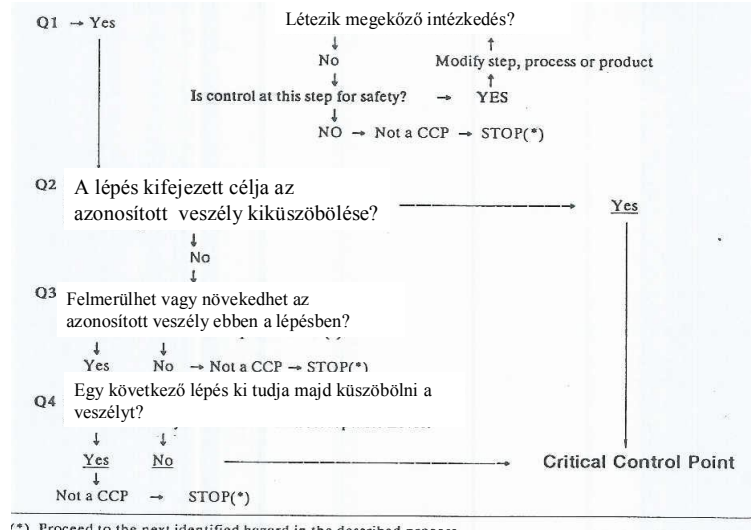 Q1 → Yes
Létezik megekőző intézkedés?
↓ ↑
No Modify step, process or product
↓ ↑
Is control at this step for safety? → YES
↓
NO → Not a CCP → STOP(*)
Q2 A lépés kifejezett célja az
azonosított veszély kiküszöbölése? → Yes
↓
No
↓
Q3 Felmerülhet vagy növekedhet az
azonosított veszély ebben a lépésben?
↓ ↓
Yes No → Not a CCP → STOP(*)
Q4 Egy következő lépés ki tudja majd küszöbölni a
veszélyt?
↓ ↓
Yes No → Critical Control Point
↓
Not a CCP → STOP(*)
(*) Proceed to the next identified hazard in the described process